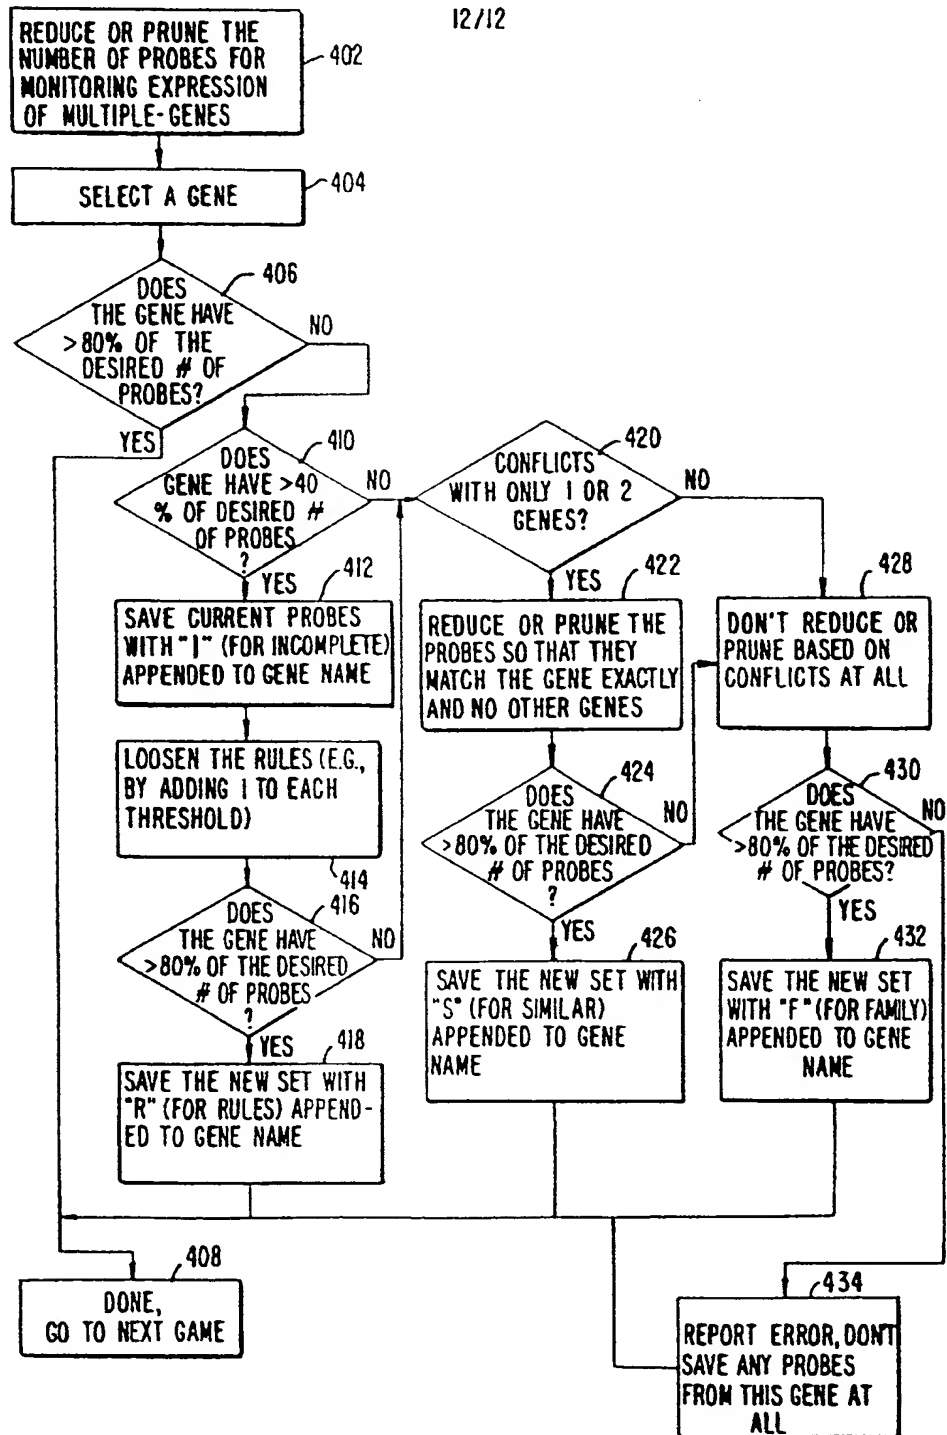 12/12
REDUCE OR PRUNE THE
NUMBER OF PROBES FOR
MONITORING EXPRESSION
OF MULTIPLE-GENES
402
SELECT A GENE
404
406
DOES
THE GENE HAVE
>80% OF THE
DESIRED # OF
PROBES?
NO
YES
410
DOES
GENE HAVE >40
% OF DESIRED #
OF PROBES
?
NO
YES
412
SAVE CURRENT PROBES
WITH "I" (FOR INCOMPLETE)
APPENDED TO GENE NAME
LOOSEN THE RULES (E.G.,
BY ADDING 1 TO EACH
THRESHOLD)
414
416
DOES
THE GENE HAVE
>80% OF THE DESIRED
# OF PROBES
?
NO
YES
418
SAVE THE NEW SET WITH
"R" (FOR RULES) APPEND-
ED TO GENE NAME
420
CONFLICTS
WITH ONLY 1 OR 2
GENES?
NO
YES
422
REDUCE OR PRUNE THE
PROBES SO THAT THEY
MATCH THE GENE EXACTLY
AND NO OTHER GENES
424
DOES
THE GENE HAVE
>80% OF THE DESIRED
# OF PROBES
?
NO
YES
426
SAVE THE NEW SET WITH
"S" (FOR SIMILAR)
APPENDED TO GENE
NAME
428
DON'T REDUCE OR
PRUNE BASED ON
CONFLICTS AT ALL
430
DOES
THE GENE HAVE
>80% OF THE DESIRED
# OF PROBES?
NO
YES
432
SAVE THE NEW SET
WITH "F" (FOR FAMILY)
APPENDED TO GENE
NAME
408
DONE,
GO TO NEXT GAME
434
REPORT ERROR, DON'T
SAVE ANY PROBES
FROM THIS GENE AT
ALL